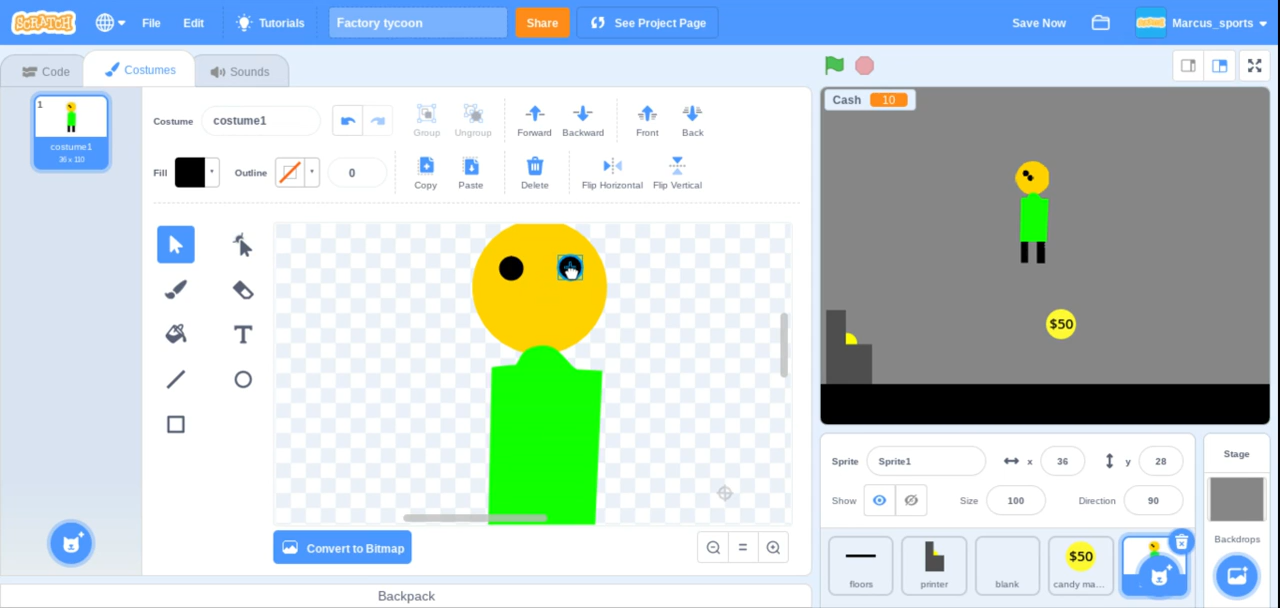 SCRATCH File Edit Tutorials Factory tycoon Share See Project Page Save Now Marcus_sports
Code Costumes Sounds
1
costume1
36 x 110
Costume costume1 Group Ungroup Forward Backward Front Back
Fill Outline 0 Copy Paste Delete Flip Horizontal Flip Vertical
T
Convert to Bitmap
Backpack
Cash 10
$50
Sprite Sprite1 x 36 y 28
Show Size 100 Direction 90
floors printer blank $50 candy ma...
Stage
Backdrops